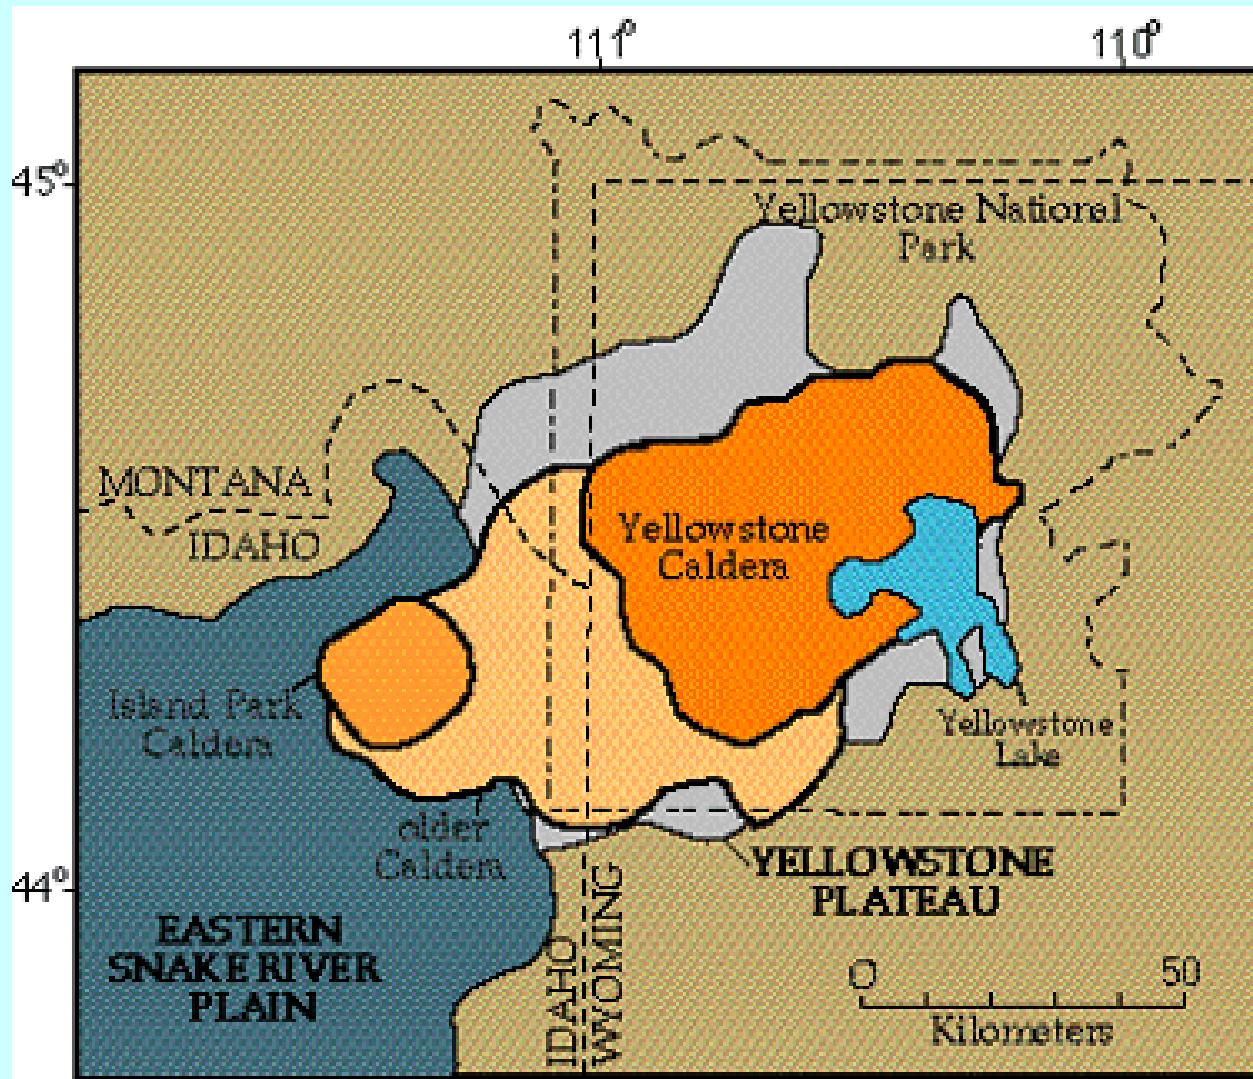 111°
110°
45°
Yellowstone National
Park
MONTANA
IDAHO
Yellowstone
Caldera
Island Park
Caldera
Yellowstone
Lake
older
Caldera
YELLOWSTONE
PLATEAU
44°
EASTERN
SNAKE RIVER
PLAIN
IDAHO
WYOMING
0
50
Kilometers